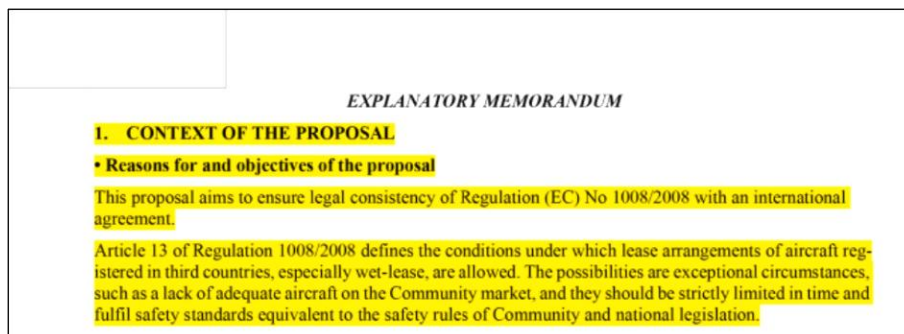 EXPLANATORY MEMORANDUM
1. CONTEXT OF THE PROPOSAL
• Reasons for and objectives of the proposal
This proposal aims to ensure legal consistency of Regulation (EC) No 1008/2008 with an international
agreement.
Article 13 of Regulation 1008/2008 defines the conditions under which lease arrangements of aircraft reg-
istered in third countries, especially wet-lease, are allowed. The possibilities are exceptional circumstances,
such as a lack of adequate aircraft on the Community market, and they should be strictly limited in time and
fulfil safety standards equivalent to the safety rules of Community and national legislation.